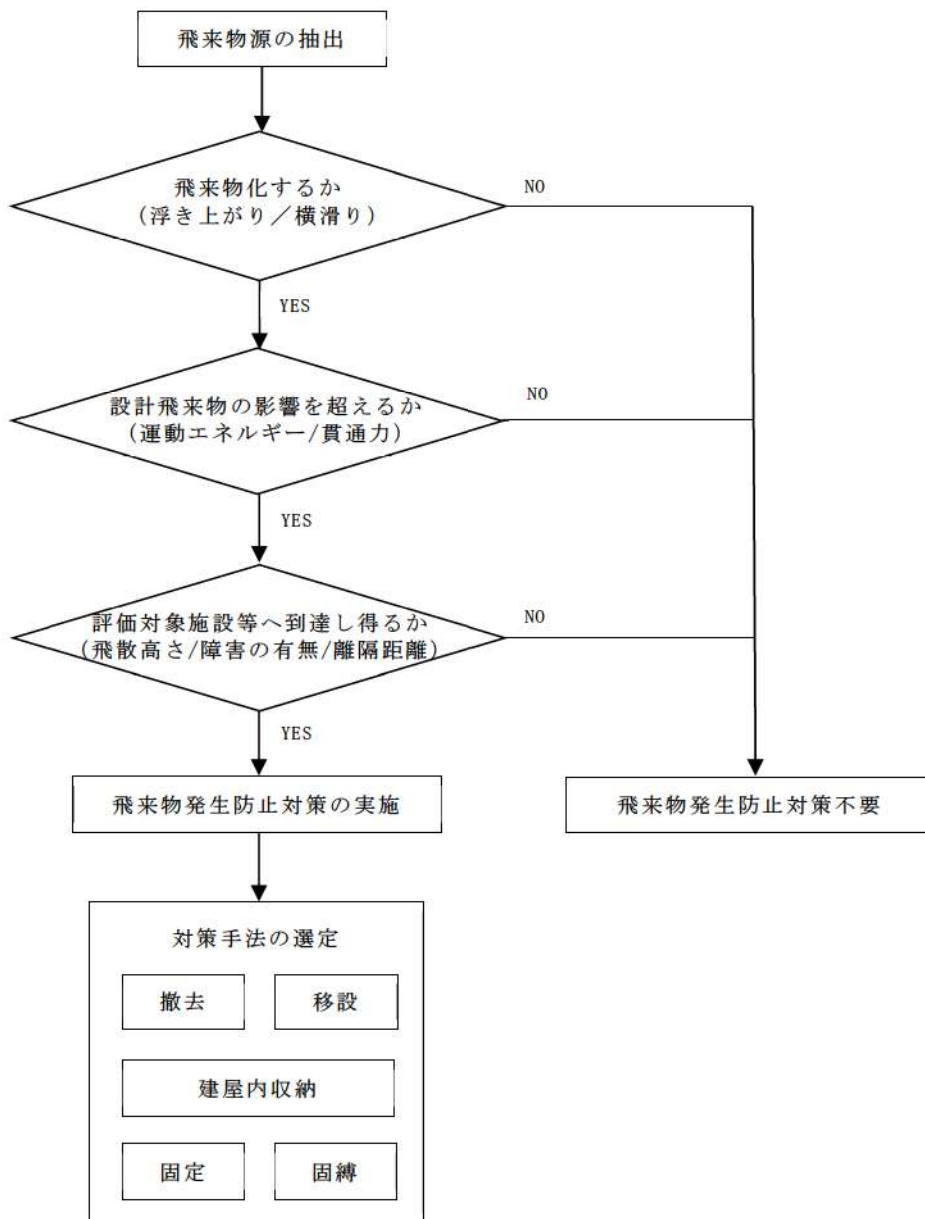 飛来物源の抽出
飛来物化するか
(浮き上がり/横滑り)
NO
YES
設計飛来物の影響を超えるか
(運動エネルギー/貫通力)
NO
YES
評価対象施設等へ到達し得るか
(飛散高さ/障害の有無/離隔距離)
NO
YES
飛来物発生防止対策の実施
飛来物発生防止対策不要
対策手法の選定
撤去
移設
建屋内収納
固定
固縛